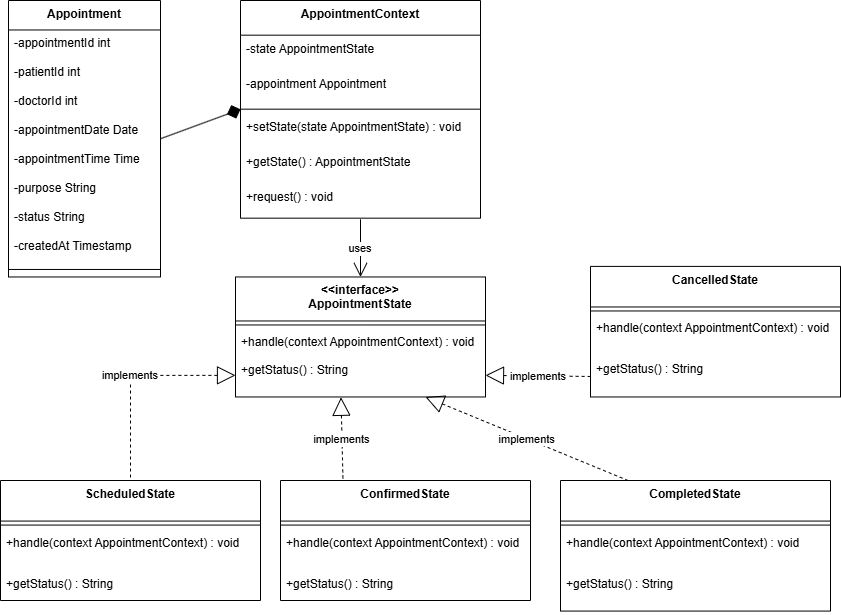 Appointment
-appointmentId int
-patientId int
-doctorId int
-appointmentDate Date
-appointmentTime Time
-purpose String
-status String
-createdAt Timestamp
AppointmentContext
-state AppointmentState
-appointment Appointment
+setState(state AppointmentState) : void
+getState() : AppointmentState
+request() : void
uses
<<interface>>
AppointmentState
+handle(context AppointmentContext) : void
+getStatus() : String
CancelledState
+handle(context AppointmentContext) : void
+getStatus() : String
implements
implements
implements
implements
ScheduledState
+handle(context AppointmentContext) : void
+getStatus() : String
ConfirmedState
+handle(context AppointmentContext) : void
+getStatus() : String
CompletedState
+handle(context AppointmentContext) : void
+getStatus() : String